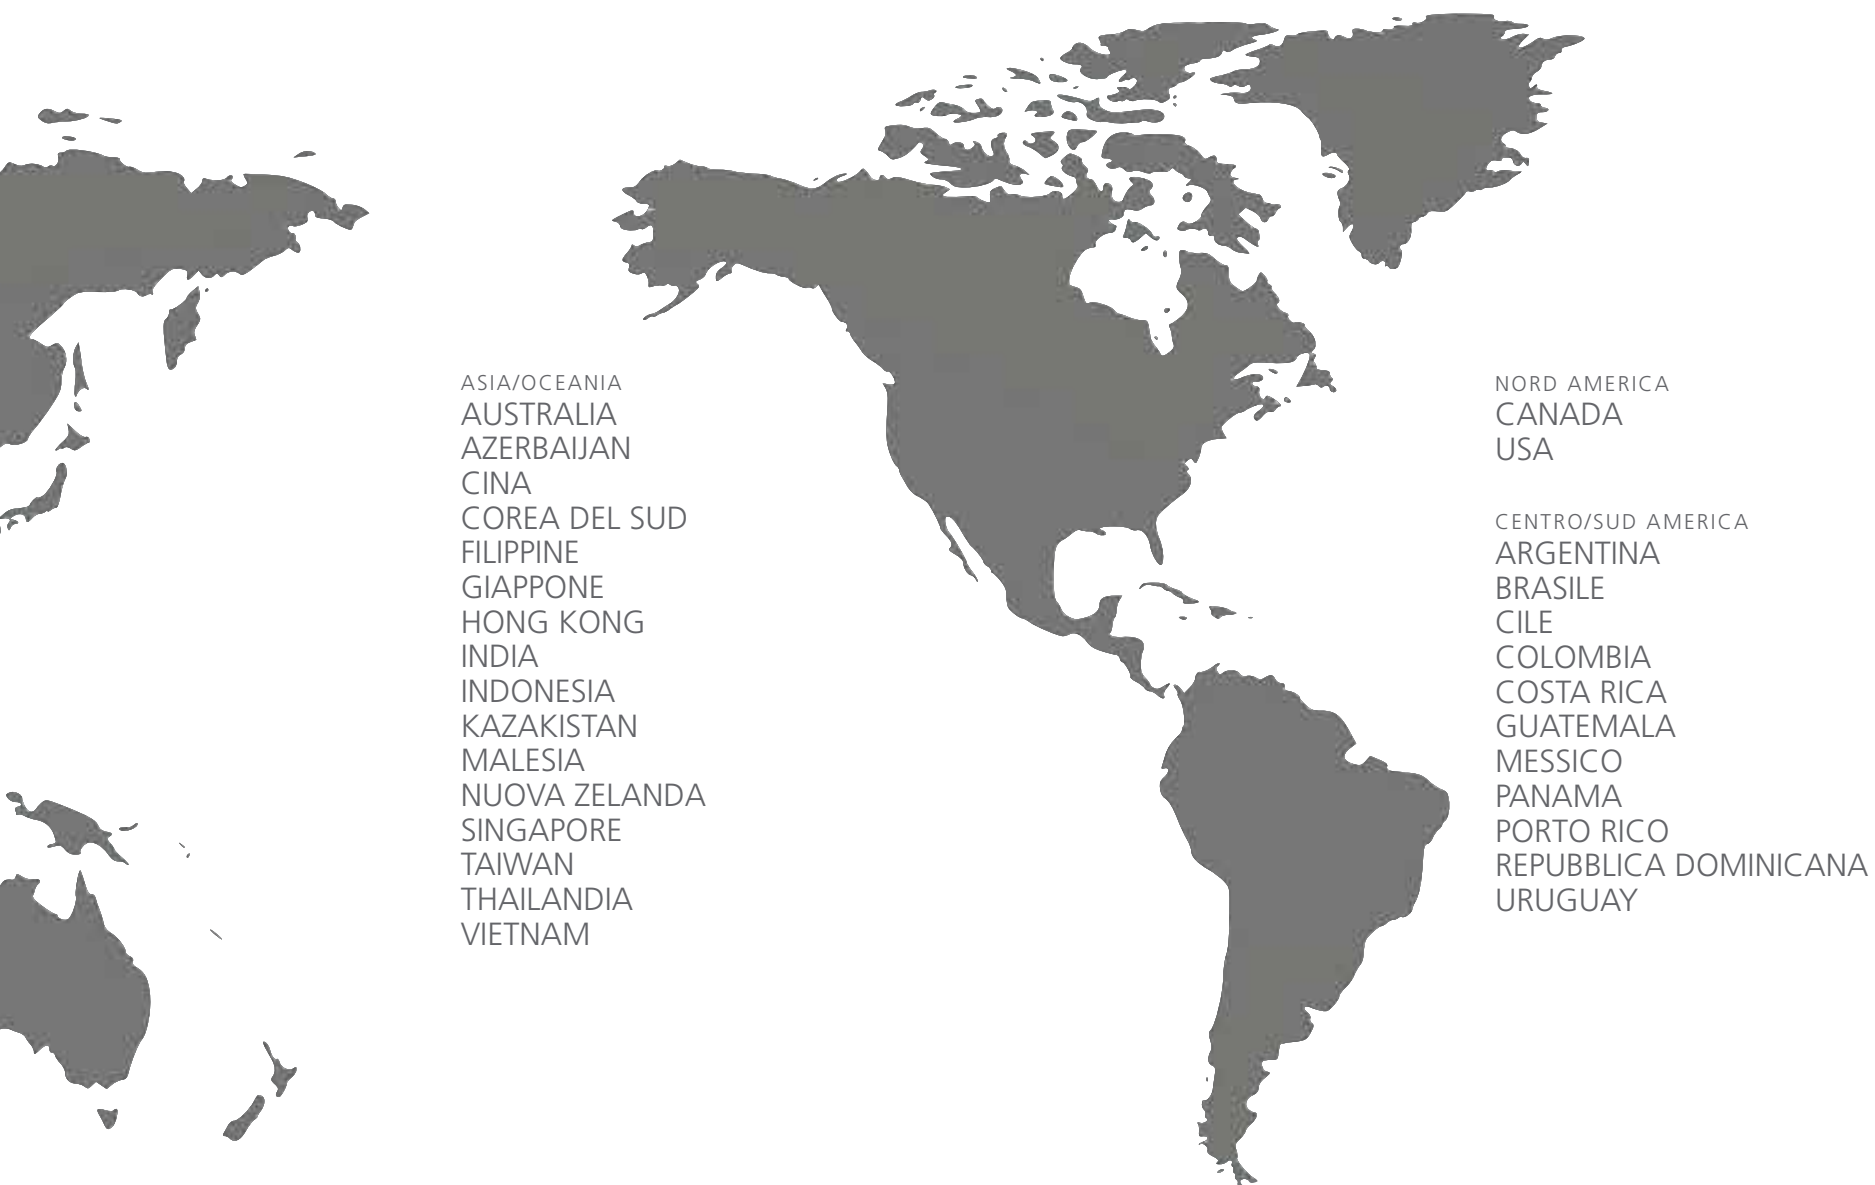 ASIA/OCEANIA
AUSTRALIA
AZERBAIJAN
CINA
COREA DEL SUD
FILIPPINE
GIAPPONE
HONG KONG
INDIA
INDONESIA
KAZAKISTAN
MALESIA
NUOVA ZELANDA
SINGAPORE
TAIWAN
THAILANDIA
VIETNAM
NORD AMERICA
CANADA
USA
CENTRO/SUD AMERICA
ARGENTINA
BRASILE
CILE
COLOMBIA
COSTA RICA
GUATEMALA
MESSICO
PANAMA
PORTO RICO
REPUBBLICA DOMINICANA
URUGUAY